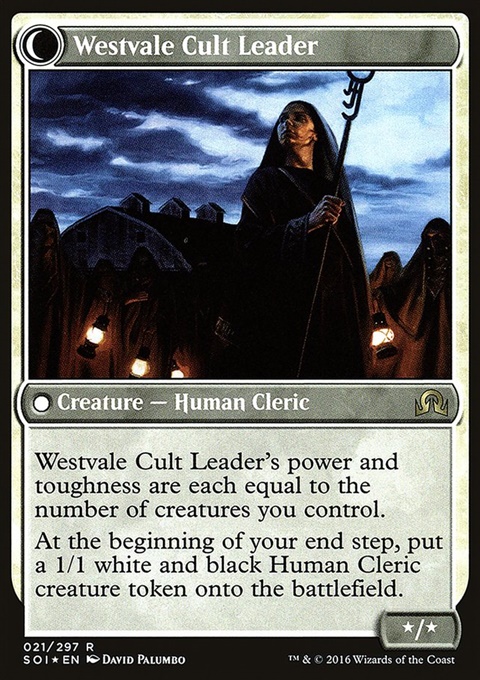 Westvale Cult Leader
Creature — Human Cleric
Westvale Cult Leader's power and
toughness are each equal to the
number of creatures you control.
At the beginning of your end step, put
a 1/1 white and black Human Cleric
creature token onto the battlefield.
*/*
021/297 R
SOI★EN David Palumbo
™ & © 2016 Wizards of the Coast